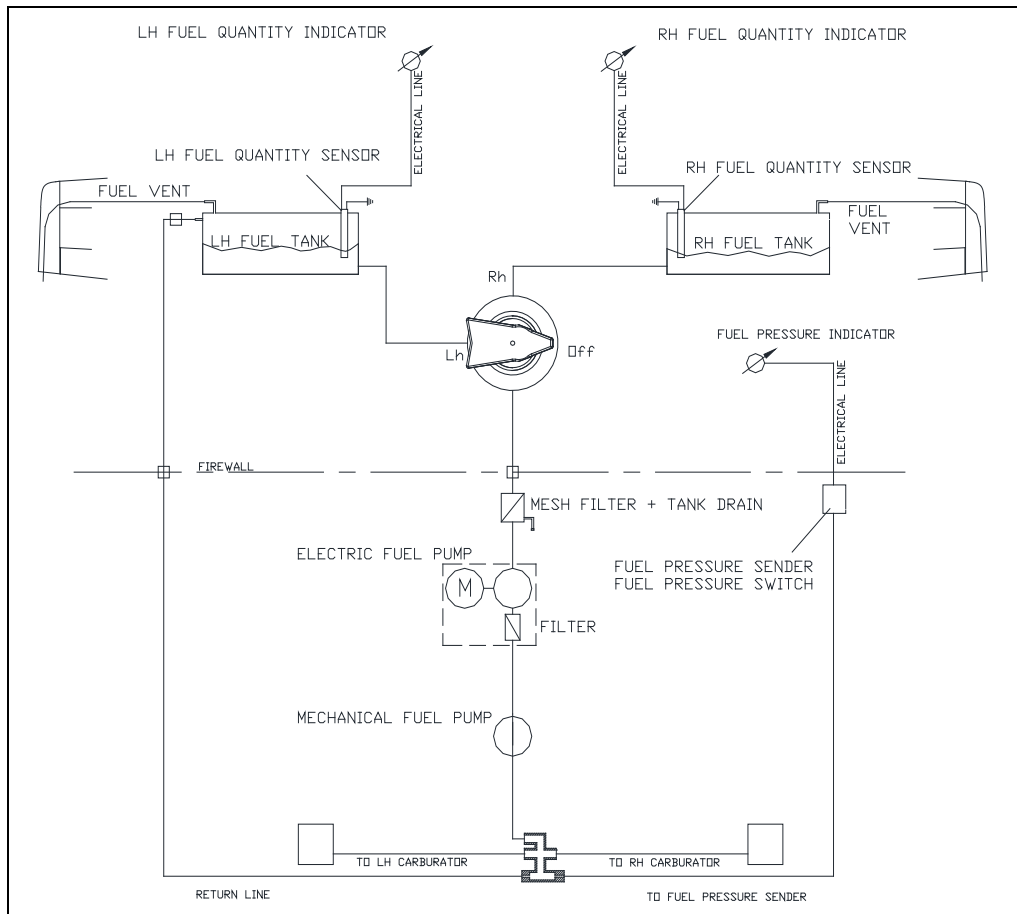 LH FUEL QUANTITY INDICATOR
RH FUEL QUANTITY INDICATOR
ELECTRICAL LINE
ELECTRICAL LINE
LH FUEL QUANTITY SENSOR
RH FUEL QUANTITY SENSOR
FUEL VENT
FUEL
VENT
LH FUEL TANK
RH FUEL TANK
Rh
Lh
Off
FUEL PRESSURE INDICATOR
ELECTRICAL LINE
FIREWALL
MESH FILTER + TANK DRAIN
ELECTRIC FUEL PUMP
M
FUEL PRESSURE SENDER
FUEL PRESSURE SWITCH
FILTER
MECHANICAL FUEL PUMP
TO LH CARBURATOR
TO RH CARBURATOR
RETURN LINE
TO FUEL PRESSURE SENDER